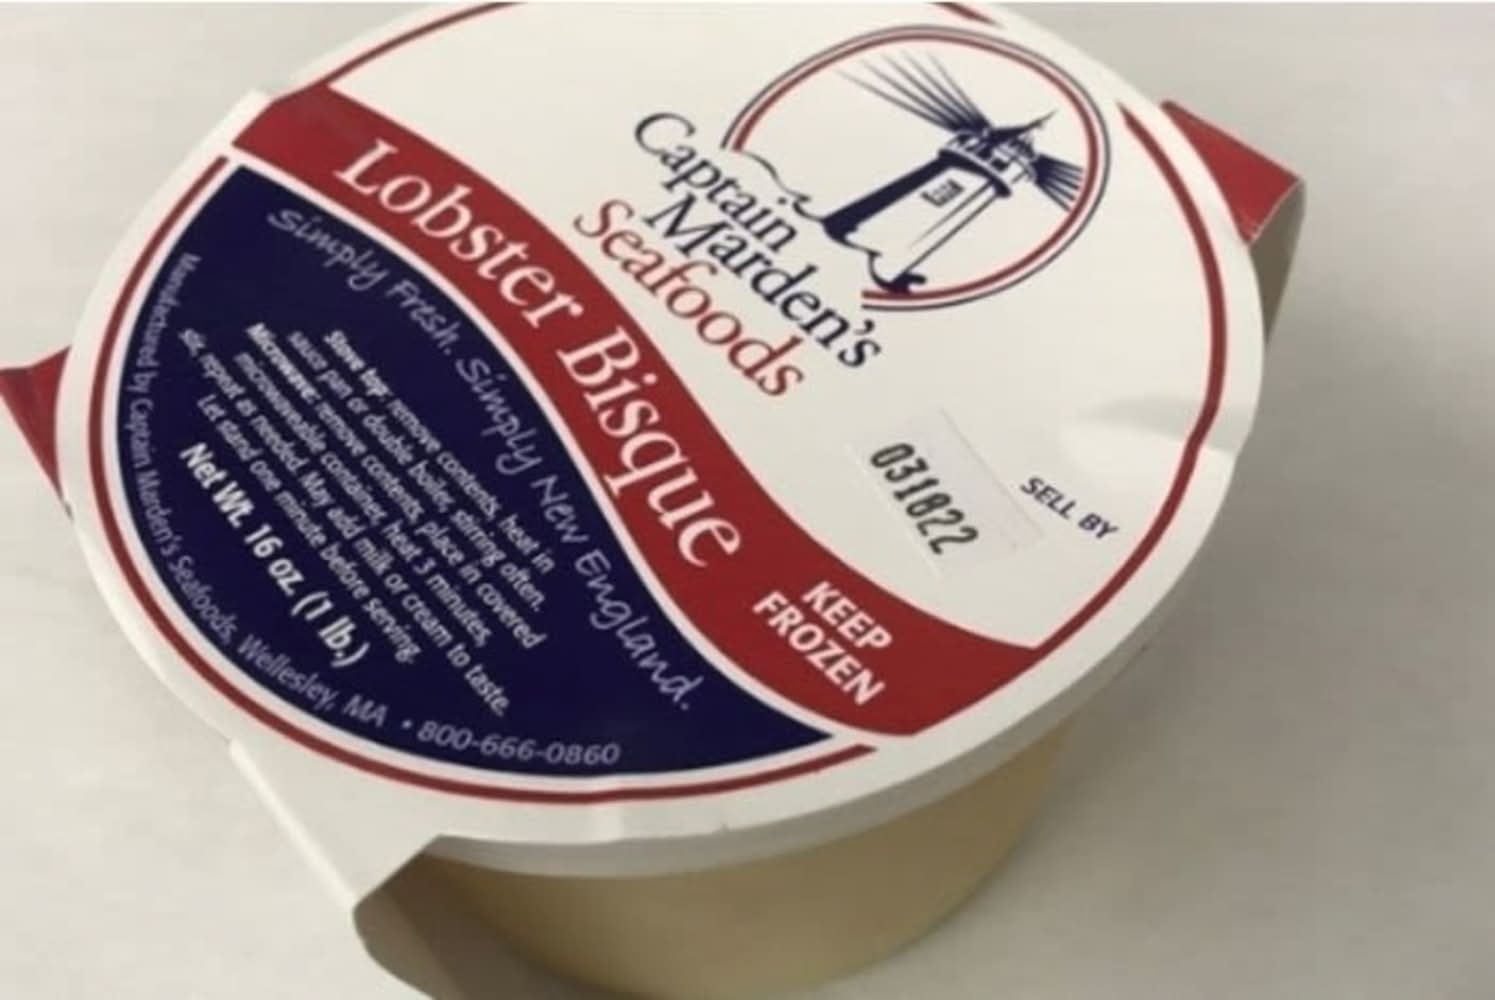 Captain
Marden's
Seafoods
Lobster Bisque
031822
SELL BY
KEEP
FROZEN
Simply Fresh. Simply New England.
Stove top: remove contents, heat in
sauce pan or double boiler, stirring often.
Microwave: remove contents, place in covered
microwaveable container, heat 3 minutes,
stir, repeat as needed. May add milk or cream to taste.
Let stand one minute before serving.
Net Wt. 16 oz. (1 lb.)
Manufactured by Captain Marden's Seafoods, Wellesley, MA • 800-666-0860